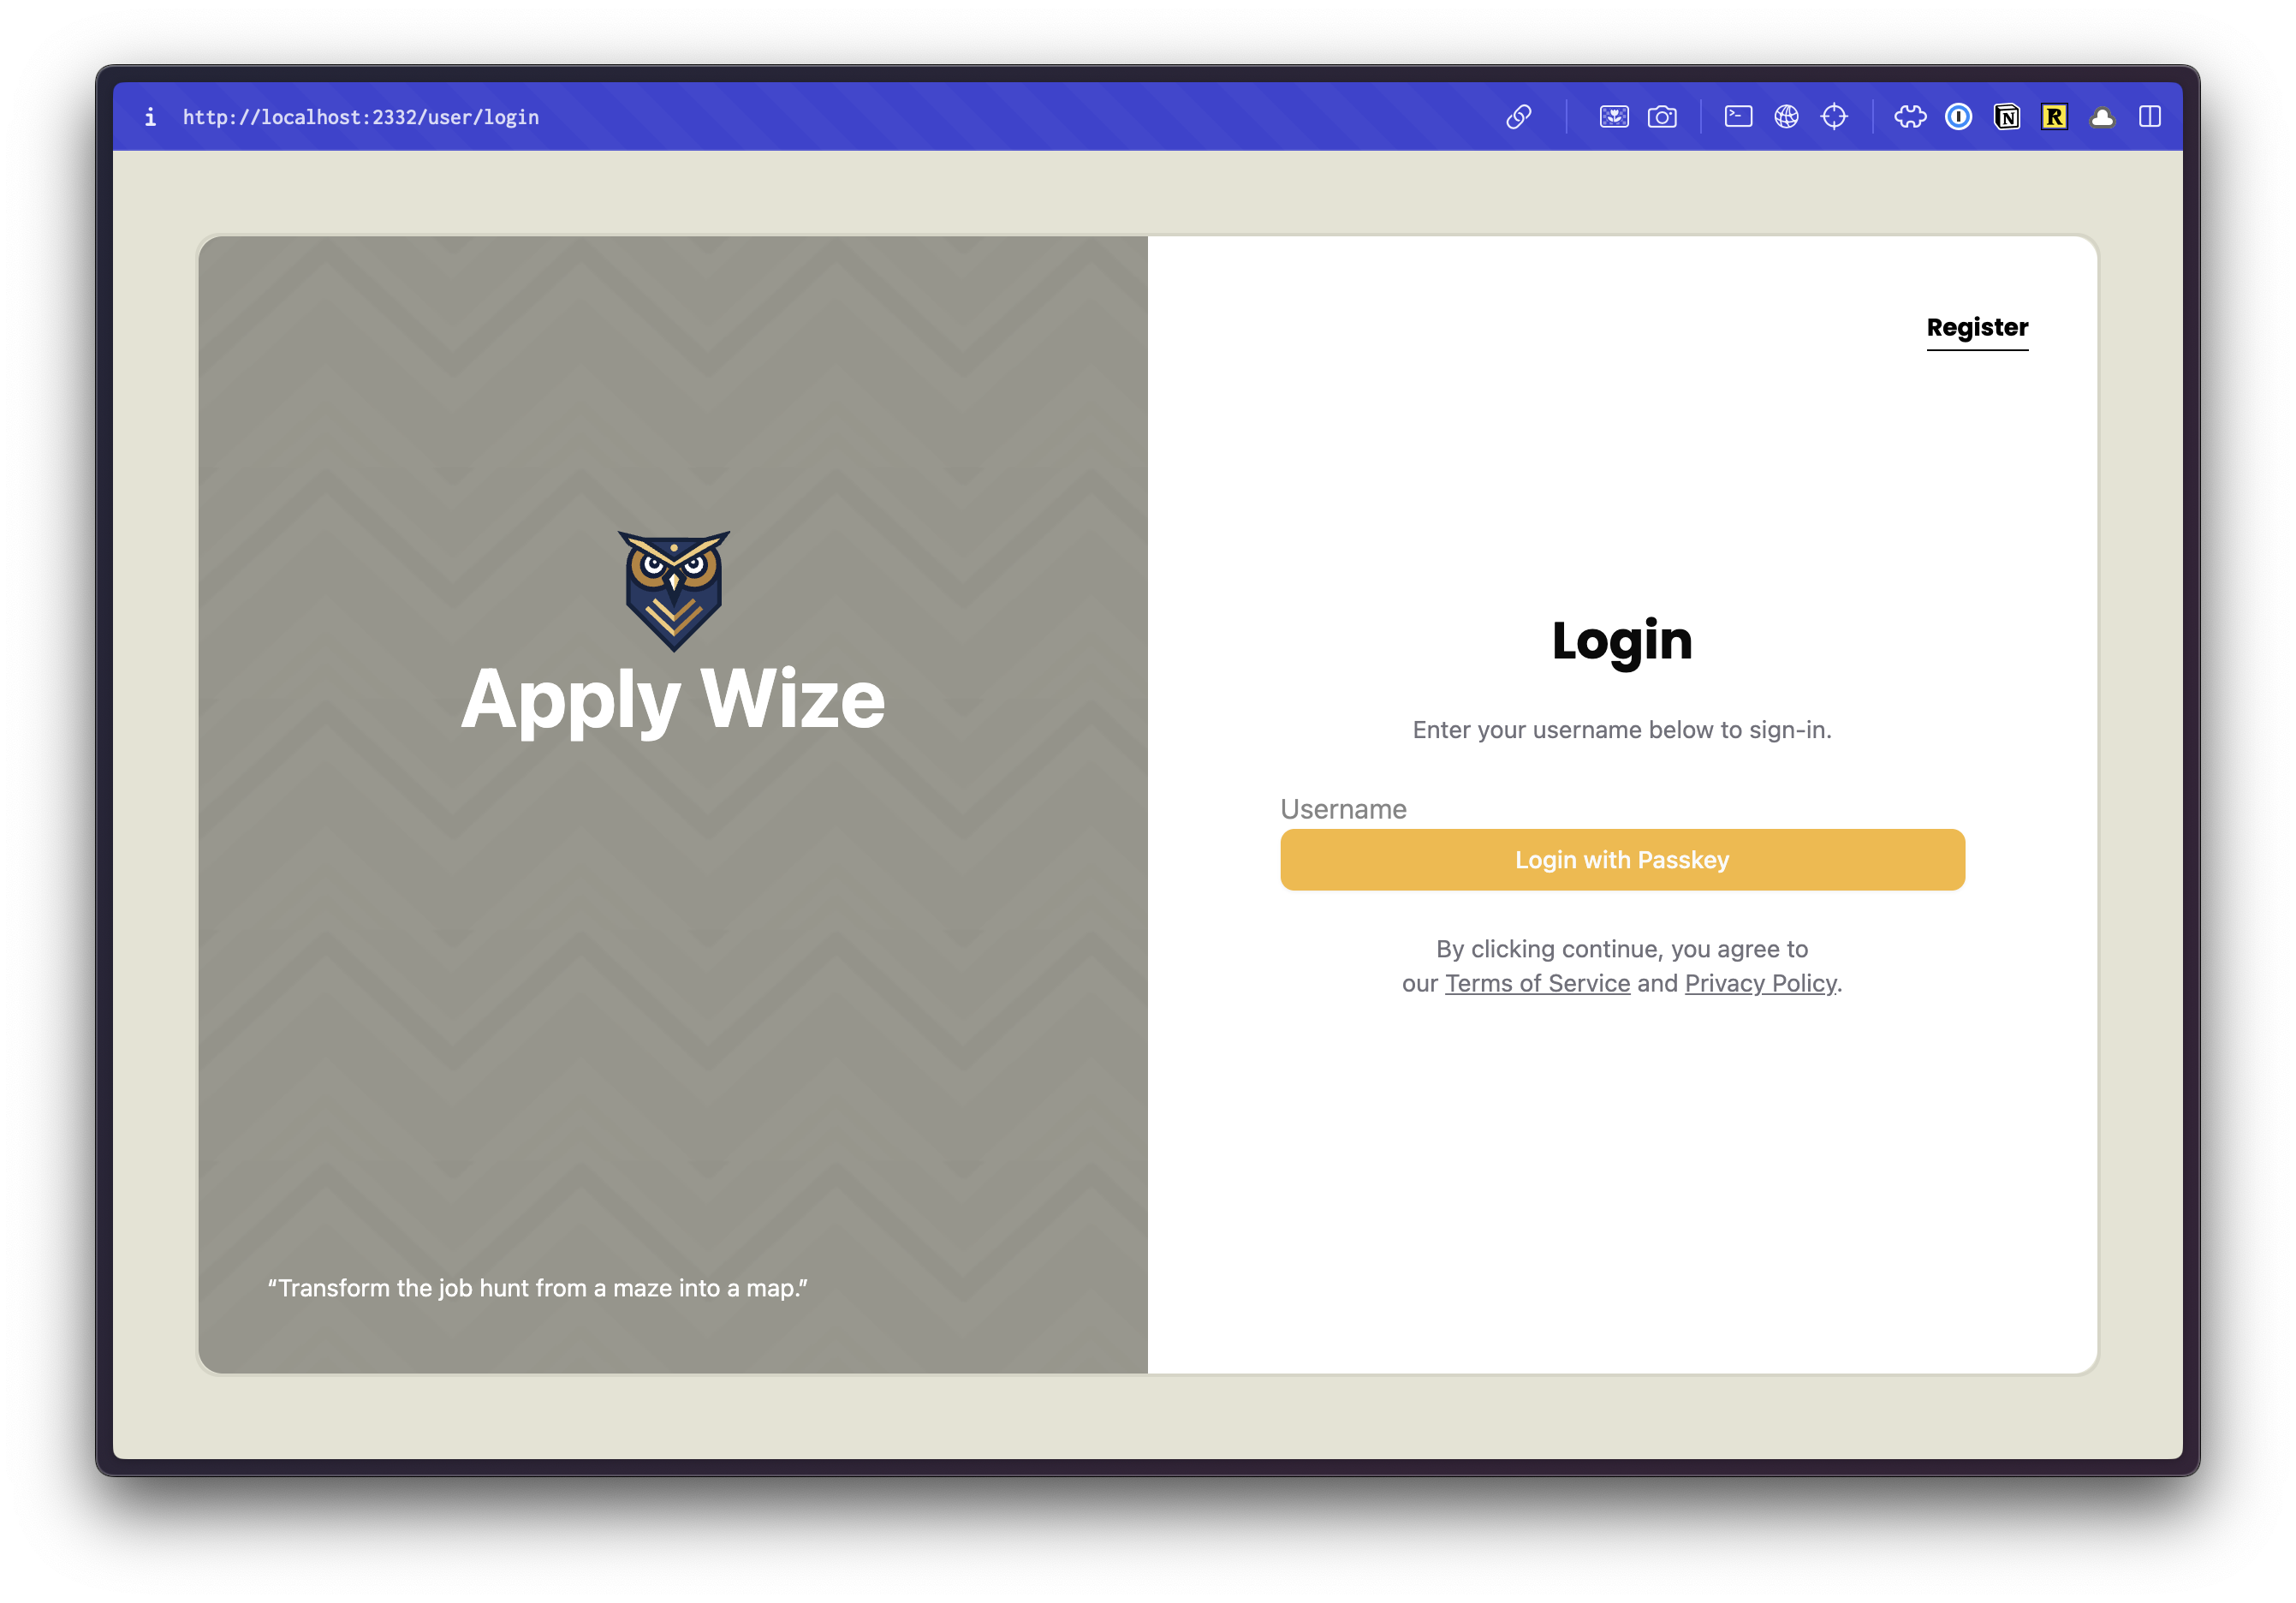 http://localhost:2332/user/login
Register
Apply Wize
"Transform the job hunt from a maze into a map."
Login
Enter your username below to sign-in.
Username
Login with Passkey
By clicking continue, you agree to
our Terms of Service and Privacy Policy.